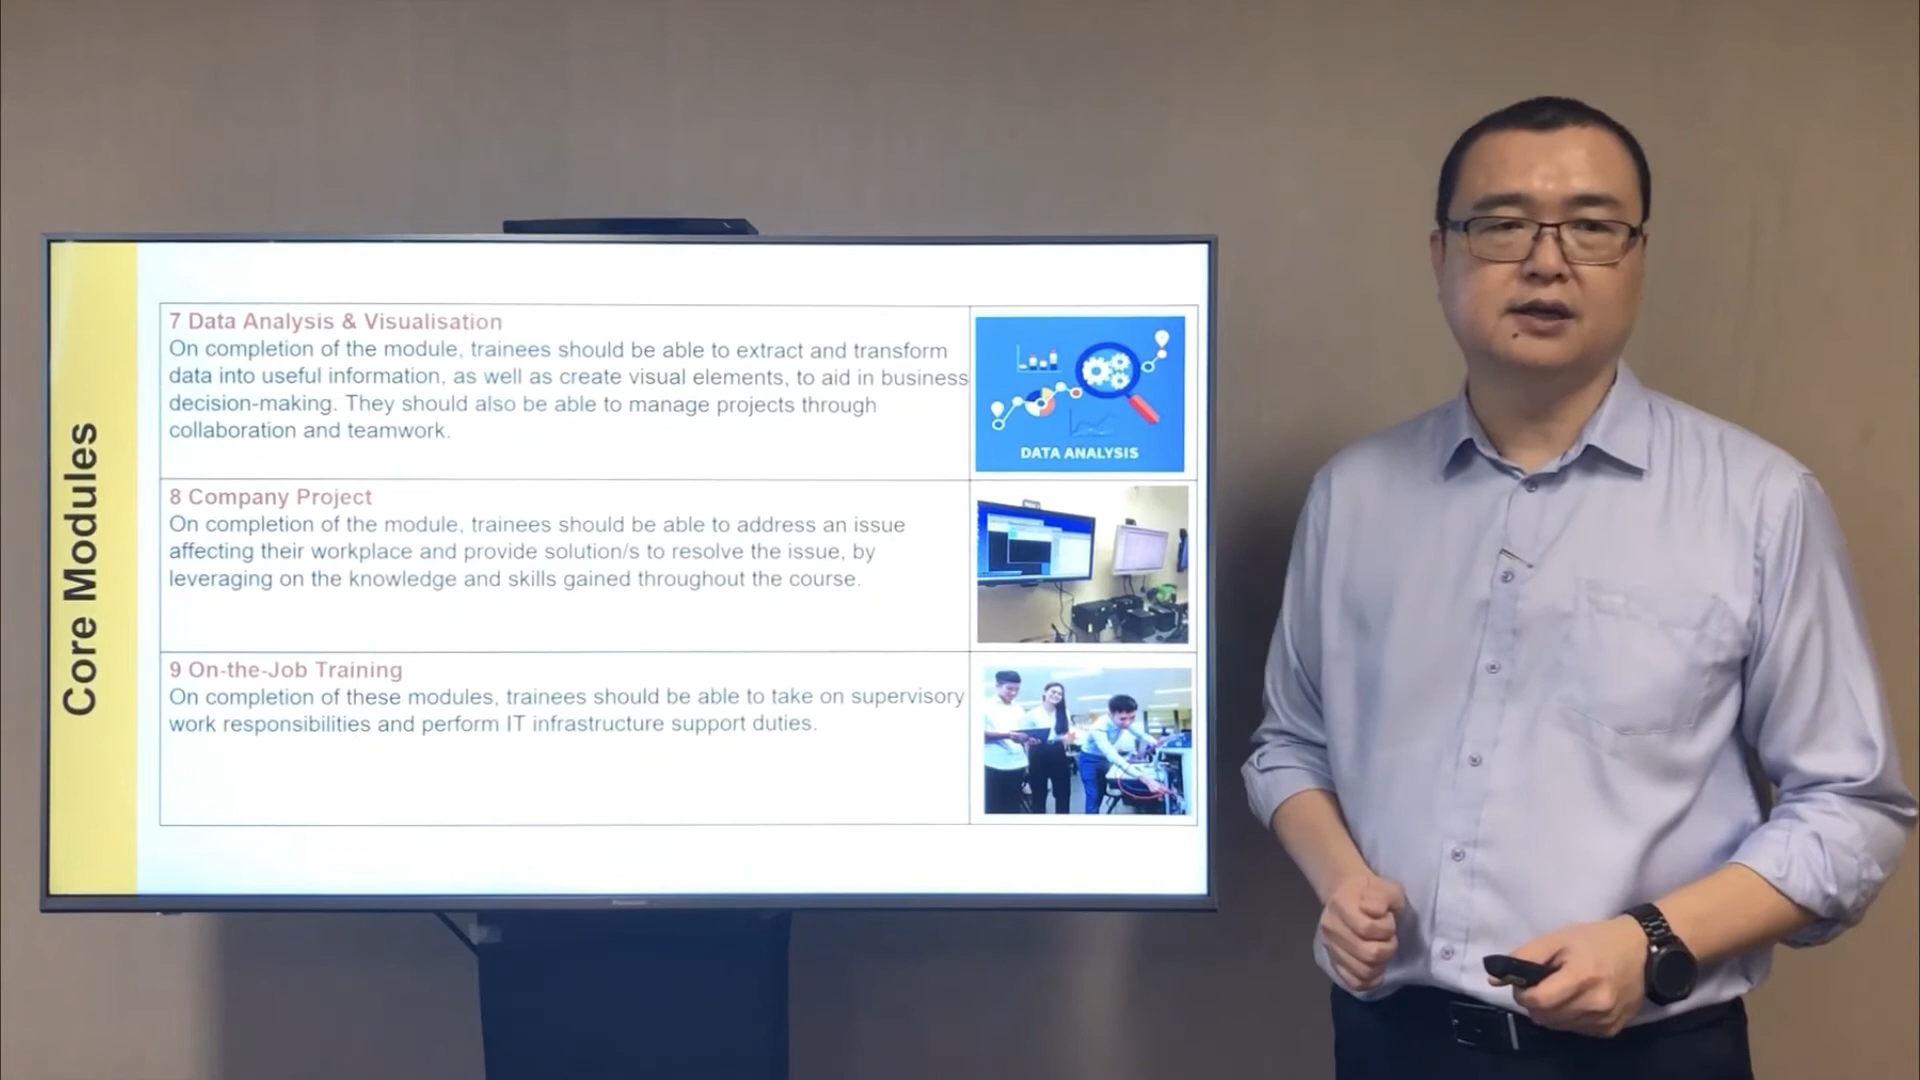 Core Modules
7 Data Analysis & Visualisation
On completion of the module, trainees should be able to extract and transform
data into useful information, as well as create visual elements, to aid in business
decision-making. They should also be able to manage projects through
collaboration and teamwork.
DATA ANALYSIS
8 Company Project
On completion of the module, trainees should be able to address an issue
affecting their workplace and provide solution/s to resolve the issue, by
leveraging on the knowledge and skills gained throughout the course.
9 On-the-Job Training
On completion of these modules, trainees should be able to take on supervisory
work responsibilities and perform IT infrastructure support duties.
Panasonic